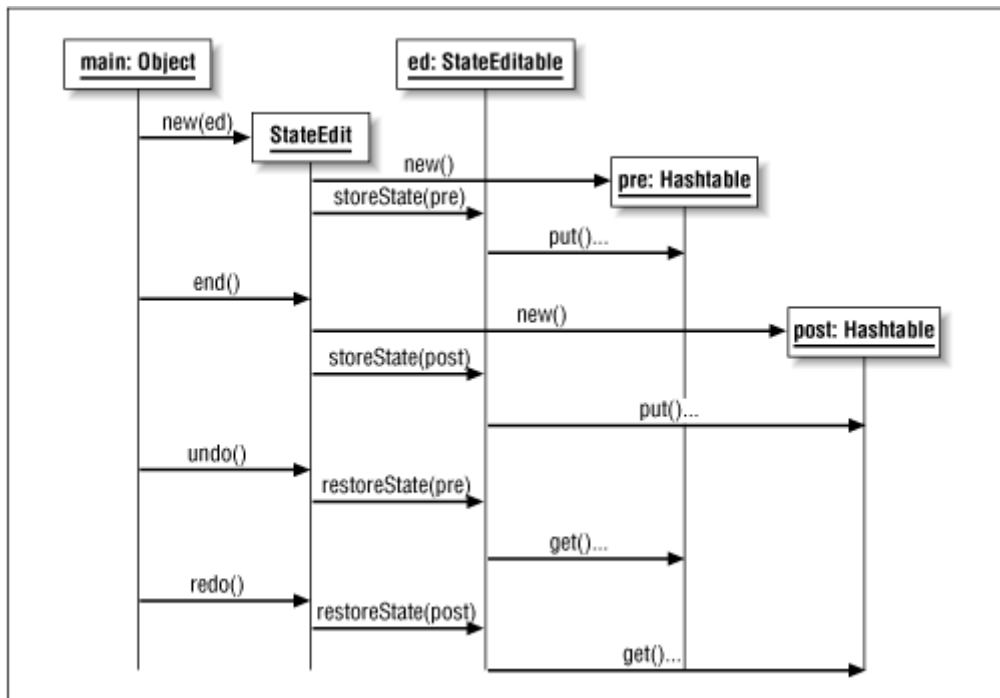 main: Object
ed: StateEditable
new(ed)
StateEdit
new()
pre: Hashtable
storeState(pre)
put()...
end()
new()
post: Hashtable
storeState(post)
put()...
undo()
restoreState(pre)
get()...
redo()
restoreState(post)
get()...